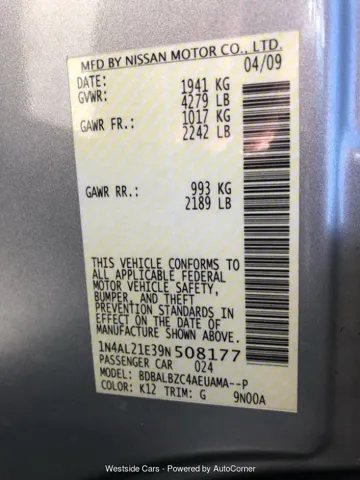 MFD BY NISSAN MOTOR CO., LTD.
DATE: 04/09
GVWR: 1941 KG
4279 LB
GAWR FR.: 1017 KG
2242 LB
GAWR RR.: 993 KG
2189 LB
THIS VEHICLE CONFORMS TO
ALL APPLICABLE FEDERAL
MOTOR VEHICLE SAFETY,
BUMPER, AND THEFT
PREVENTION STANDARDS IN
EFFECT ON THE DATE OF
MANUFACTURE SHOWN ABOVE.
1N4AL21E39N508177
PASSENGER CAR 024
MODEL: BDBALBZC4AEUAMA--P
COLOR: K12 TRIM: G 9N00A
Westside Cars - Powered by AutoCorner